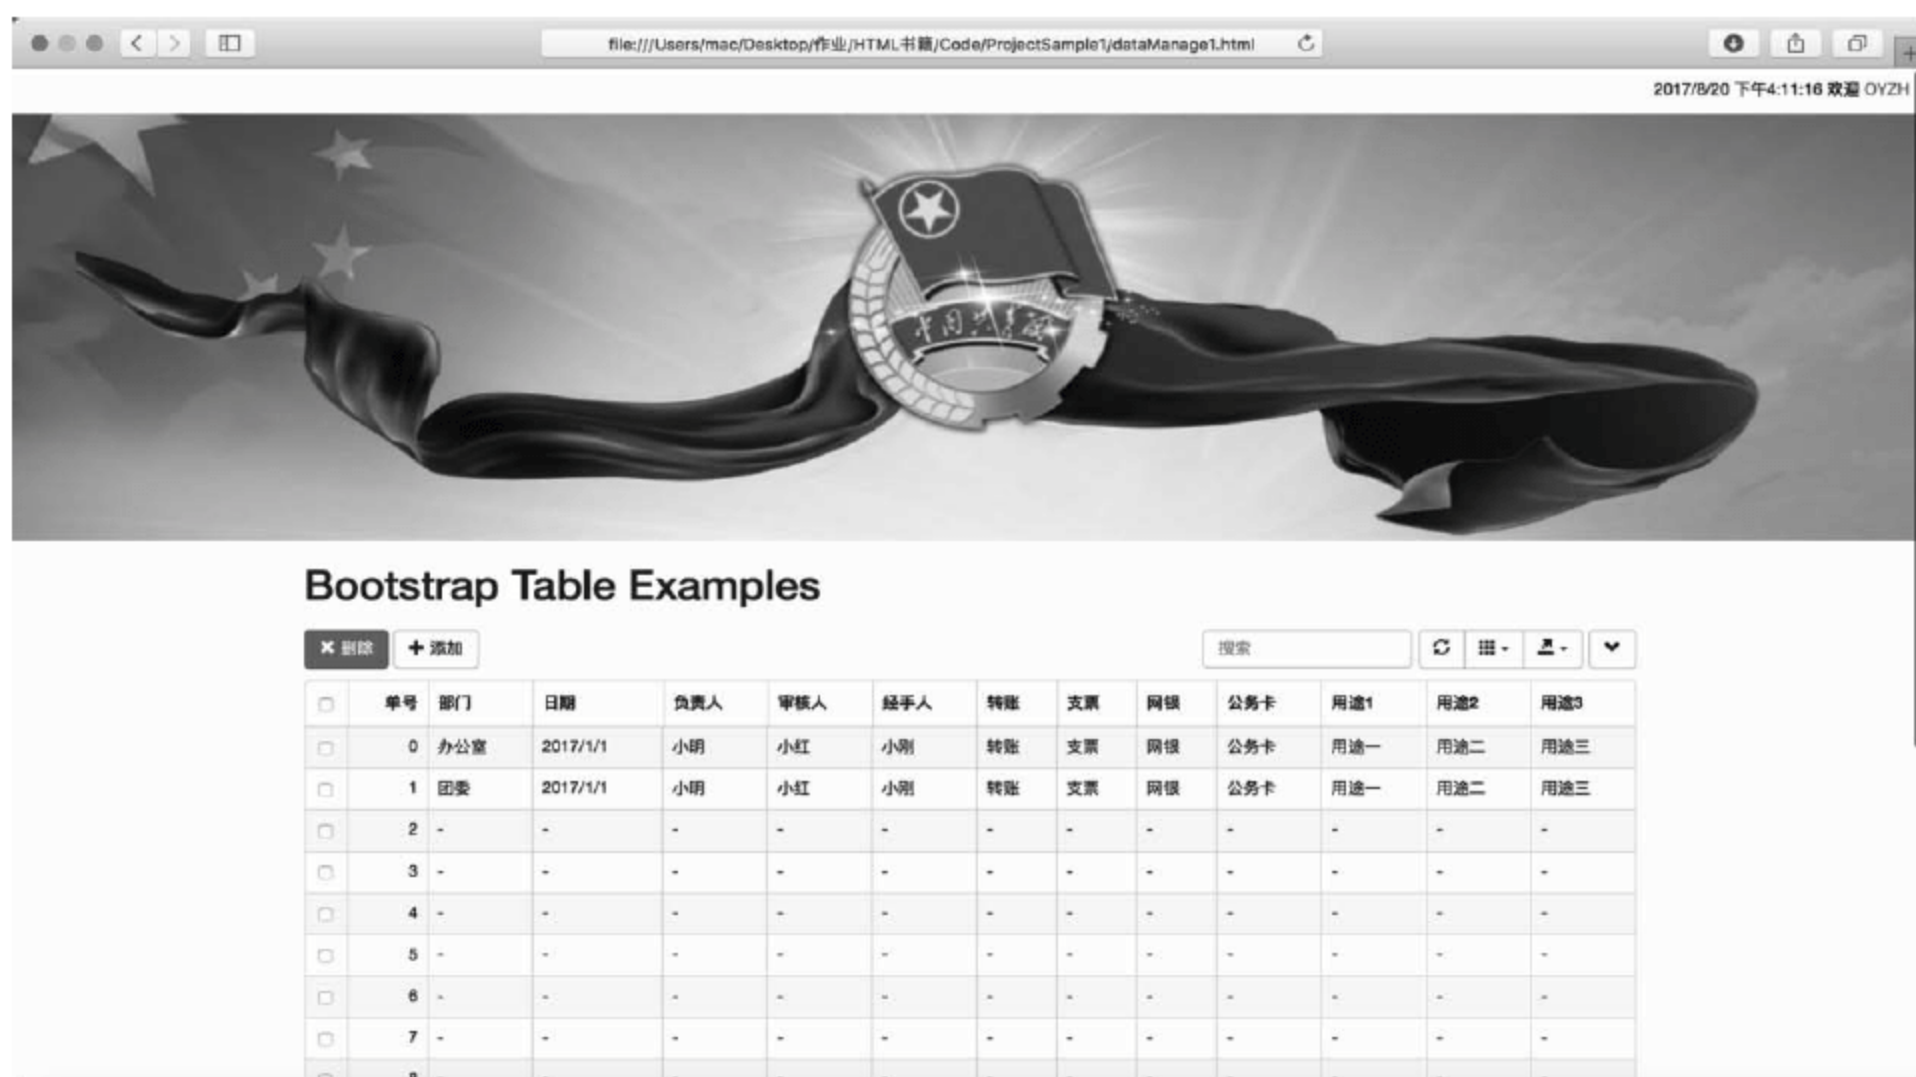 file:///Users/mac/Desktop/作业/HTML书籍/Code/ProjectSample1/dataManage1.html
2017/8/20 下午4:11:16 欢迎 OYZH
中国共青团
Bootstrap Table Examples
删除 添加 搜索
单号 部门 日期 负责人 审核人 经手人 转账 支票 网银 公务卡 用途1 用途2 用途3
0 办公室 2017/1/1 小明 小红 小刚 转账 支票 网银 公务卡 用途一 用途二 用途三
1 团委 2017/1/1 小明 小红 小刚 转账 支票 网银 公务卡 用途一 用途二 用途三
2 - - - - - - - - - - - -
3 - - - - - - - - - - - -
4 - - - - - - - - - - - -
5 - - - - - - - - - - - -
6 - - - - - - - - - - - -
7 - - - - - - - - - - - -